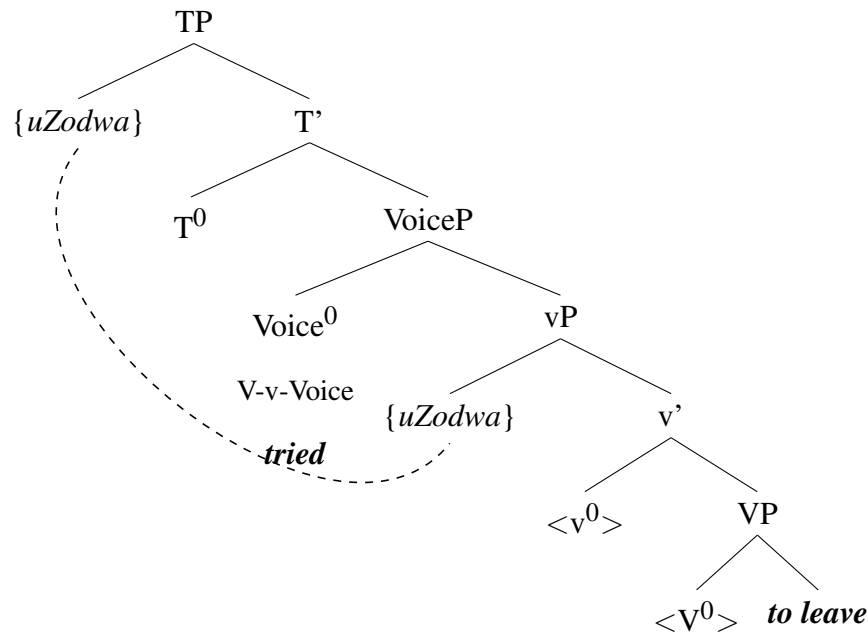 TP
{uZodwa} T’
T⁰ VoiceP
Voice⁰ vP
V-v-Voice
{uZodwa} v’
tried
<v⁰> VP
<V⁰> to leave